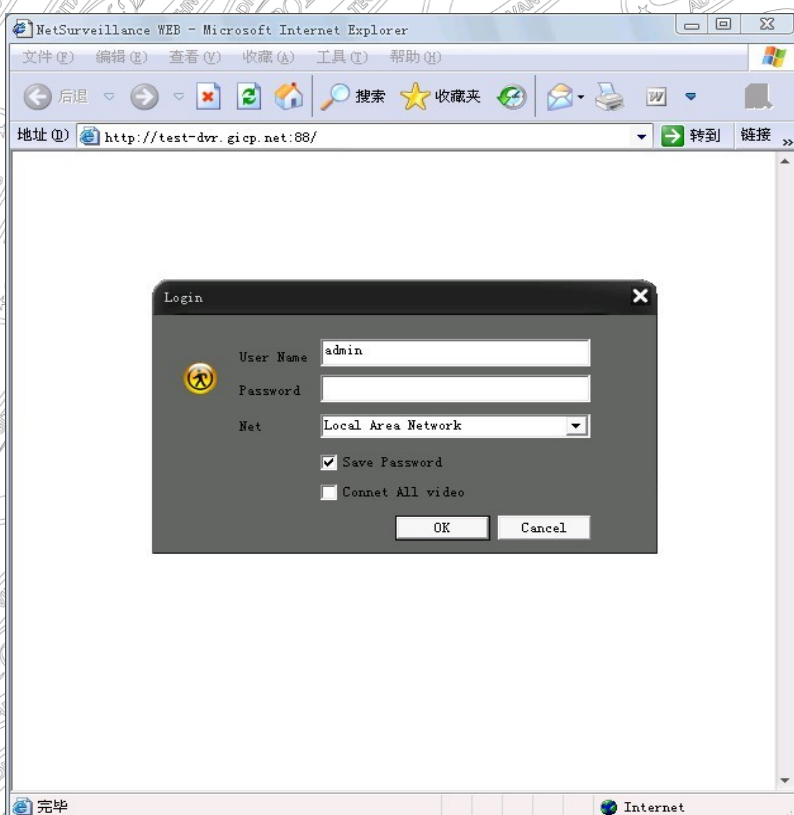 NetSurveillance WEB - Microsoft Internet Explorer
文件(F) 编辑(E) 查看(V) 收藏(A) 工具(T) 帮助(H)
后退 搜索 收藏夹
地址(D) http://test-dvr.gicp.net:88/ 转到 链接 »
Login
User Name admin
Password
Net Local Area Network
Save Password
Connet All video
OK Cancel
完毕 Internet